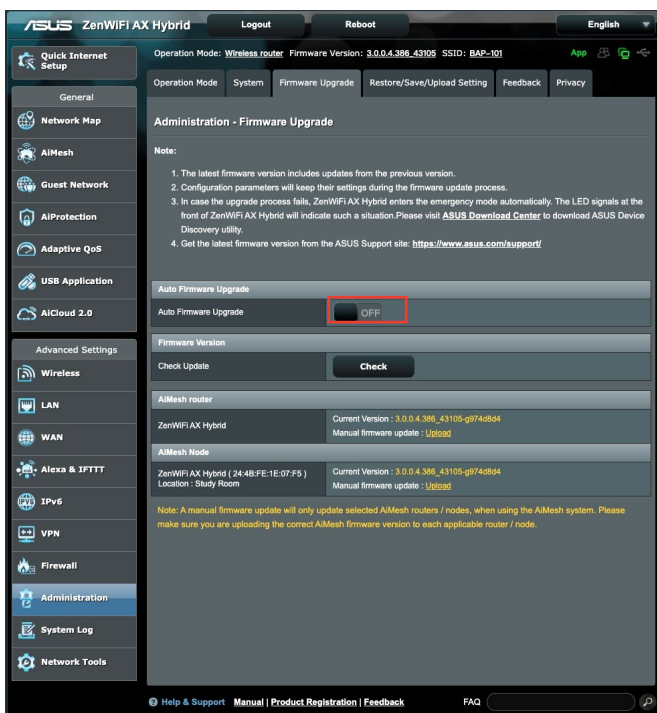 ASUS ZenWiFi AX Hybrid Logout Reboot English
Quick Internet Setup
Operation Mode: Wireless router Firmware Version: 3.0.0.4.386_43105 SSID: BAP-101 App
Operation Mode System Firmware Upgrade Restore/Save/Upload Setting Feedback Privacy
General
Network Map
AiMesh
Guest Network
AiProtection
Adaptive QoS
USB Application
AiCloud 2.0
Advanced Settings
Wireless
LAN
WAN
Alexa & IFTTT
IPv6
VPN
Firewall
Administration
System Log
Network Tools
Administration - Firmware Upgrade
Note:
1. The latest firmware version includes updates from the previous version.
2. Configuration parameters will keep their settings during the firmware update process.
3. In case the upgrade process fails, ZenWiFi AX Hybrid enters the emergency mode automatically. The LED signals at the
front of ZenWiFi AX Hybrid will indicate such a situation.Please visit ASUS Download Center to download ASUS Device
Discovery utility.
4. Get the latest firmware version from the ASUS Support site: https://www.asus.com/support/
Auto Firmware Upgrade
Auto Firmware Upgrade OFF
Firmware Version
Check Update Check
AiMesh router
ZenWiFi AX Hybrid
Current Version : 3.0.0.4.386_43105-g974d8d4
Manual firmware update : Upload
AiMesh Node
ZenWiFi AX Hybrid ( 24:4B:FE:1E:07:F5 )
Location : Study Room
Current Version : 3.0.0.4.386_43105-g974d8d4
Manual firmware update : Upload
Note: A manual firmware update will only update selected AiMesh routers / nodes, when using the AiMesh system. Please
make sure you are uploading the correct AiMesh firmware version to each applicable router / node.
Help & Support Manual | Product Registration | Feedback FAQ